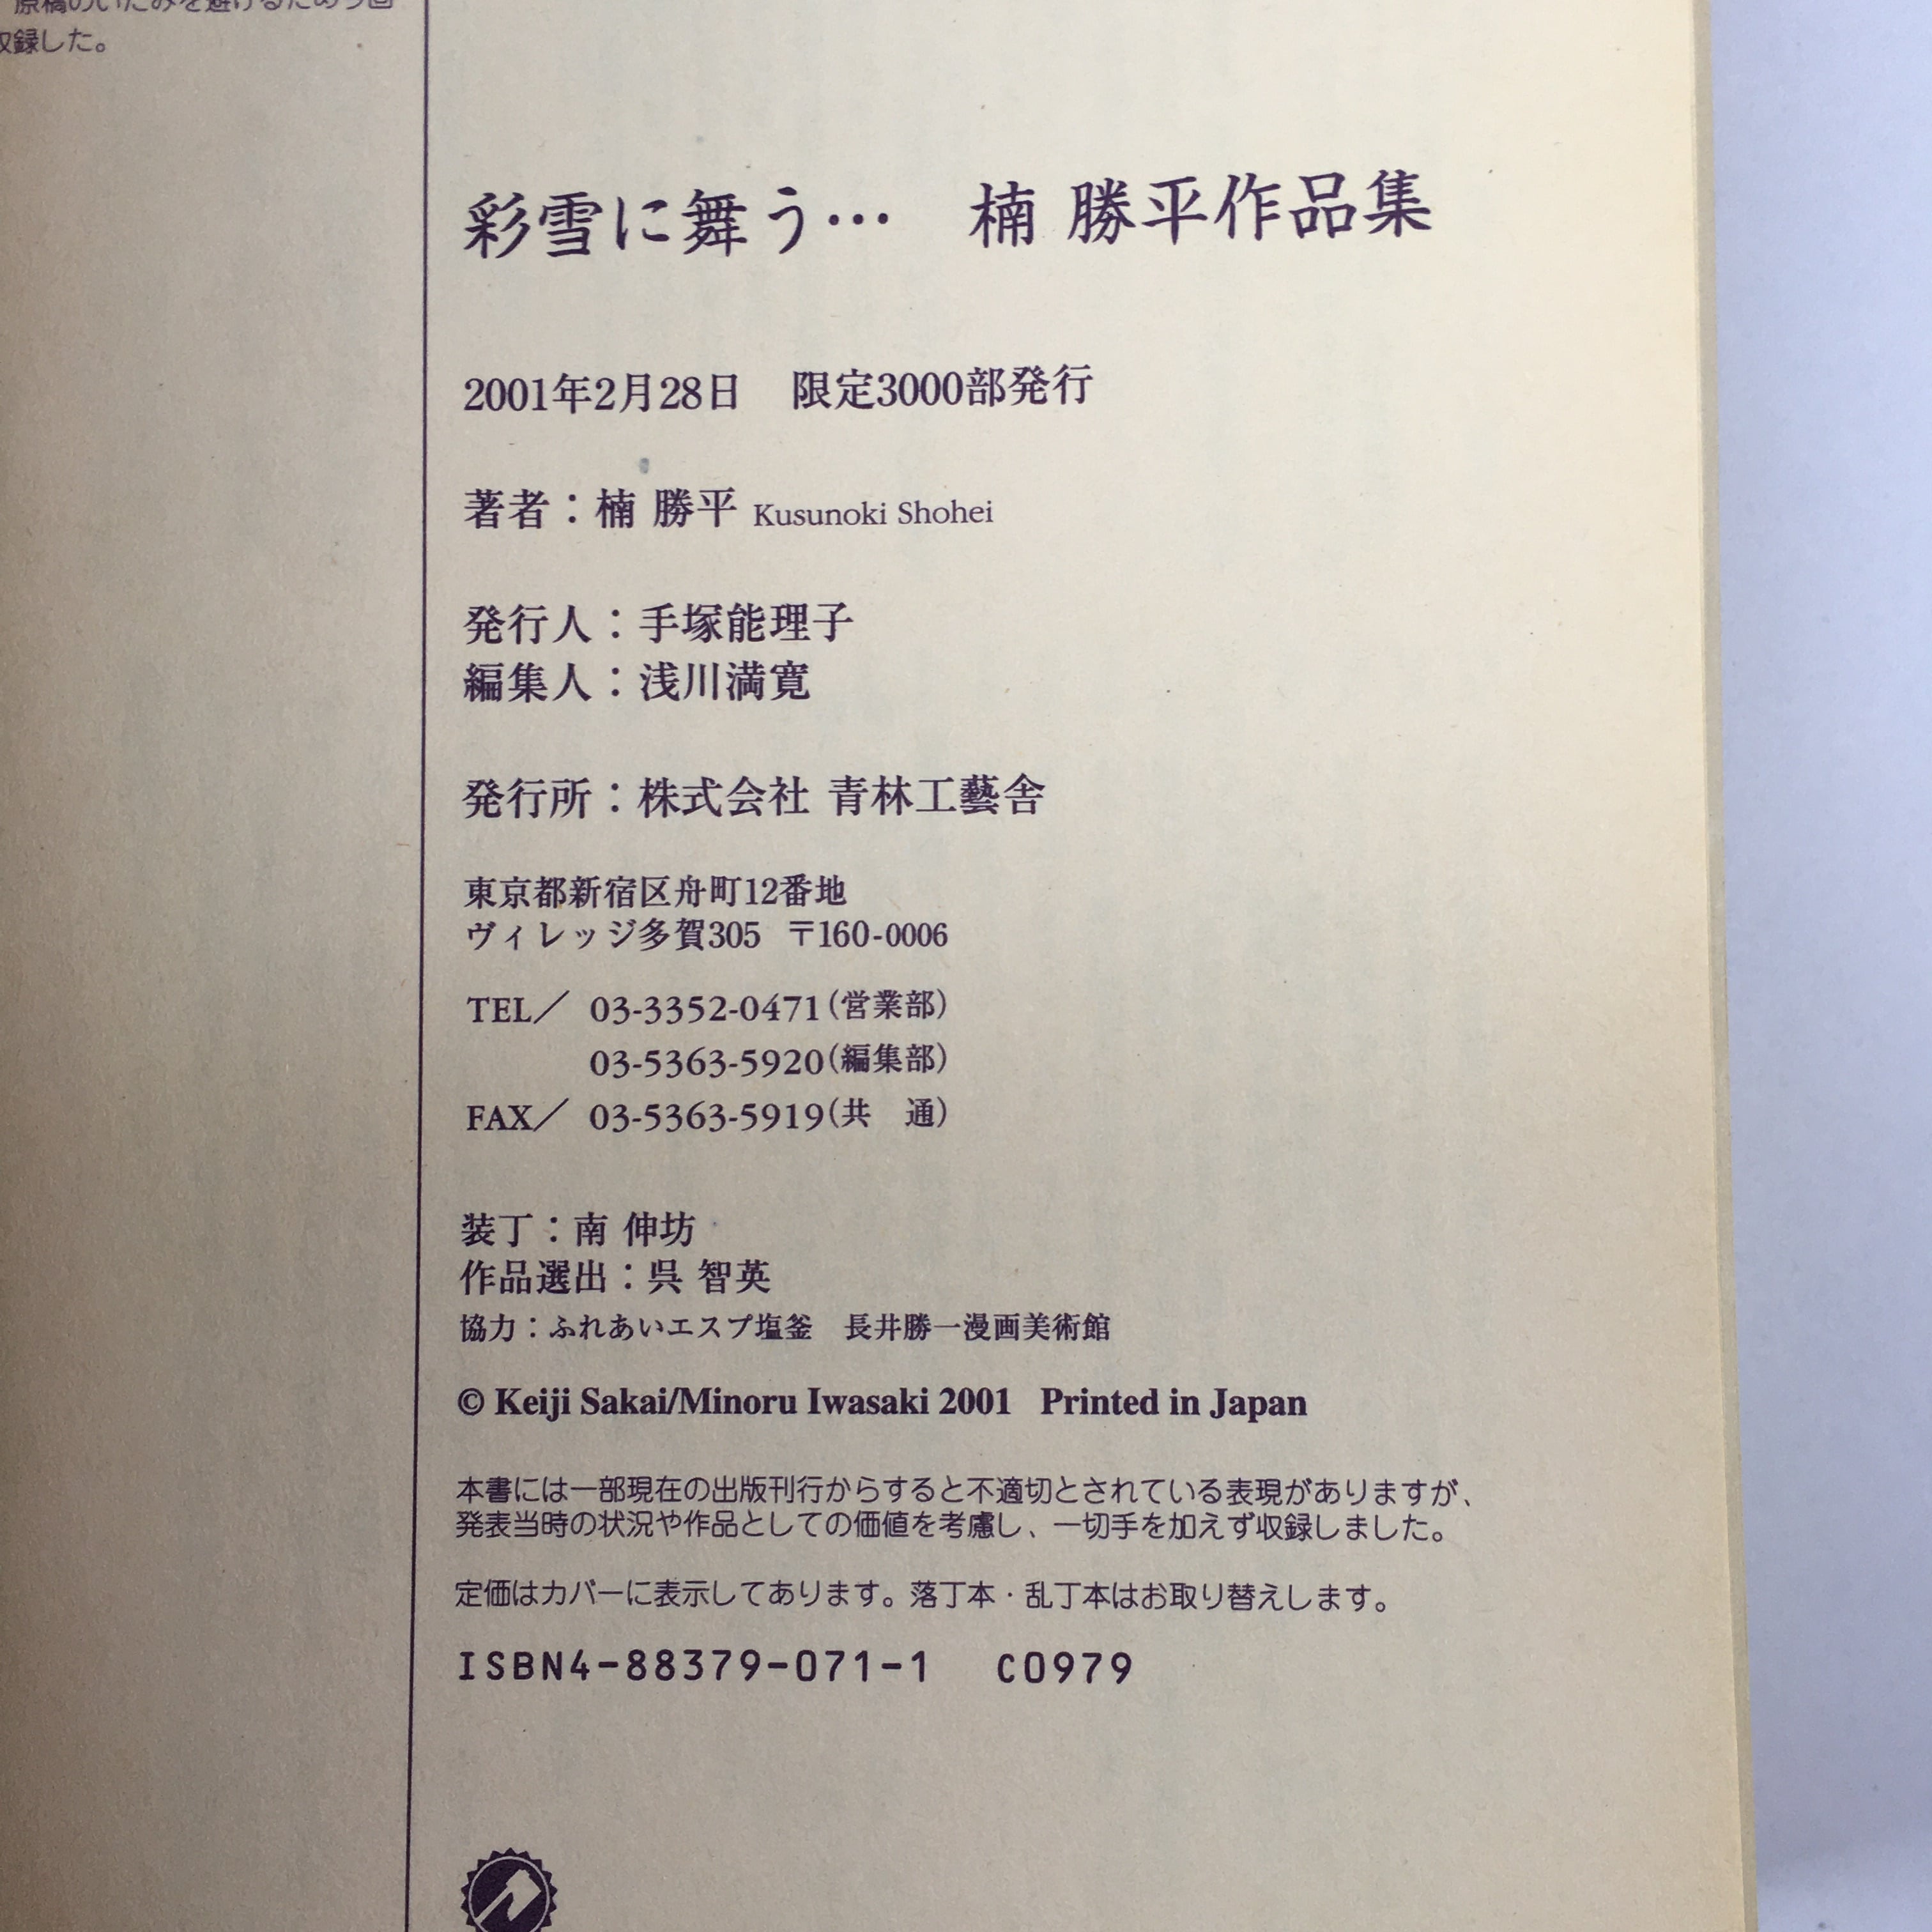 収録した。
彩雪に舞う… 楠 勝平作品集
2001年2月28日 限定3000部発行
著者：楠 勝平 Kusunoki Shohei
発行人：手塚能理子
編集人：浅川満寛
発行所：株式会社 青林工藝舎
東京都新宿区舟町12番地
ヴィレッジ多賀305 〒160-0006
TEL／ 03-3352-0471(営業部)
03-5363-5920(編集部)
FAX／ 03-5363-5919(共 通)
装丁：南 伸坊
作品選出：呉 智英
協力：ふれあいエスプ塩釜 長井勝一漫画美術館
© Keiji Sakai/Minoru Iwasaki 2001 Printed in Japan
本書には一部現在の出版刊行からすると不適切とされている表現がありますが、
発表当時の状況や作品としての価値を考慮し、一切手を加えず収録しました。
定価はカバーに表示してあります。落丁本・乱丁本はお取り替えします。
ISBN4-88379-071-1 C0979